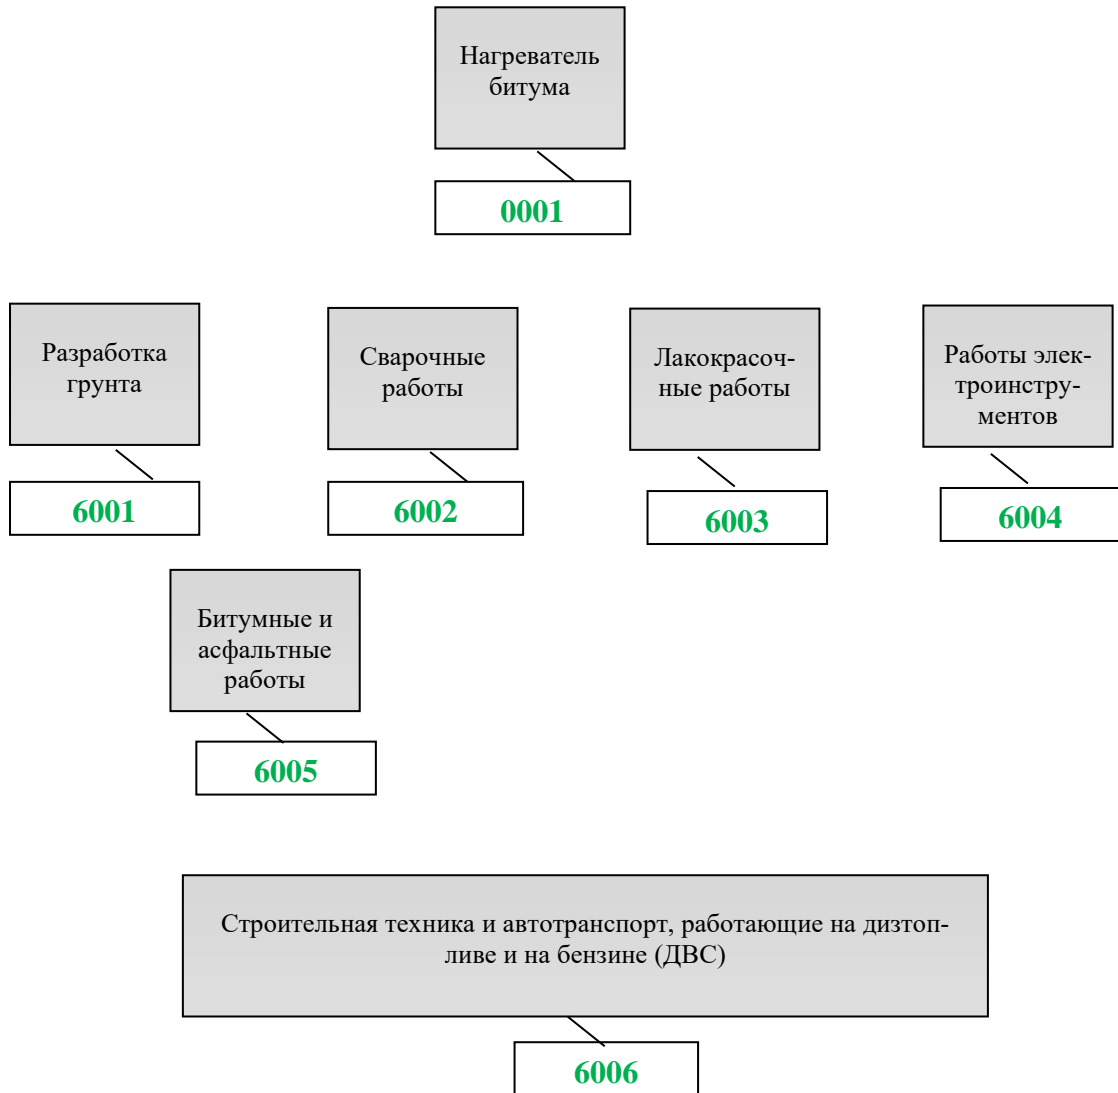 Нагреватель
битума
0001
Разработка
грунта
6001
Сварочные
работы
6002
Лакокрасоч-
ные работы
6003
Работы элек-
троинстру-
ментов
6004
Битумные и
асфальтные
работы
6005
Строительная техника и автотранспорт, работающие на дизтоп-
ливе и на бензине (ДВС)
6006